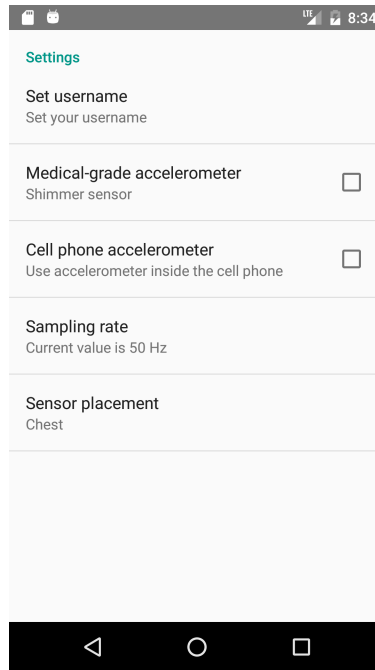 LTE 8:34
Settings
Set username
Set your username
Medical-grade accelerometer
Shimmer sensor
Cell phone accelerometer
Use accelerometer inside the cell phone
Sampling rate
Current value is 50 Hz
Sensor placement
Chest